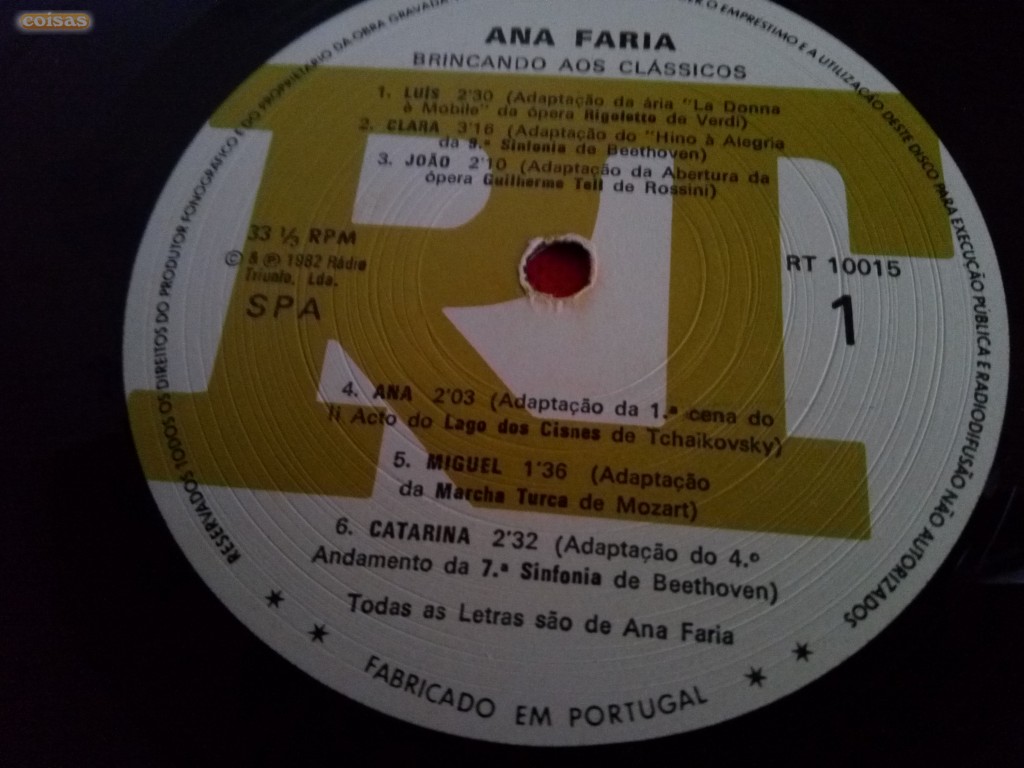 coisas
RESERVADOS TODOS OS DIREITOS DO PRODUTOR FONOGRÁFICO E DO PROPRIETÁRIO DA OBRA GRAVADA
O EMPRÉSTIMO E A UTILIZAÇÃO DESTE DISCO PARA EXECUÇÃO PÚBLICA E RADIODIFUSÃO NÃO AUTORIZADOS
ANA FARIA
BRINCANDO AOS CLÁSSICOS
1. LUÍS 2'30 (Adaptação da ária "La Donna
è Mobile" da ópera Rigoletto de Verdi)
2. CLARA 3'16 (Adaptação do "Hino à Alegria
da 9.ª Sinfonia de Beethoven)
3. JOÃO 2'10 (Adaptação da Abertura da
ópera Guilherme Tell de Rossini)
33 1/3 RPM
© & ℗ 1982 Rádio
Triunfo, Lda.
SPA
RT 10015
1
RT
4. ANA 2'03 (Adaptação da 1.ª cena do
II Acto do Lago dos Cisnes de Tchaikovsky)
5. MIGUEL 1'36 (Adaptação
da Marcha Turca de Mozart)
6. CATARINA 2'32 (Adaptação do 4.º
Andamento da 7.ª Sinfonia de Beethoven)
Todas as Letras são de Ana Faria
FABRICADO EM PORTUGAL